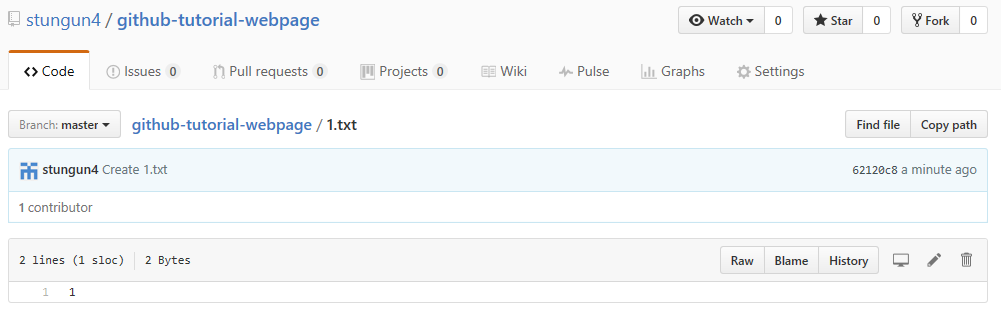 stungun4 / github-tutorial-webpage Watch 0 Star 0 Fork 0
Code Issues 0 Pull requests 0 Projects 0 Wiki Pulse Graphs Settings
Branch: master github-tutorial-webpage / 1.txt Find file Copy path
stungun4 Create 1.txt 62120c8 a minute ago
1 contributor
2 lines (1 sloc) 2 Bytes Raw Blame History
1 1